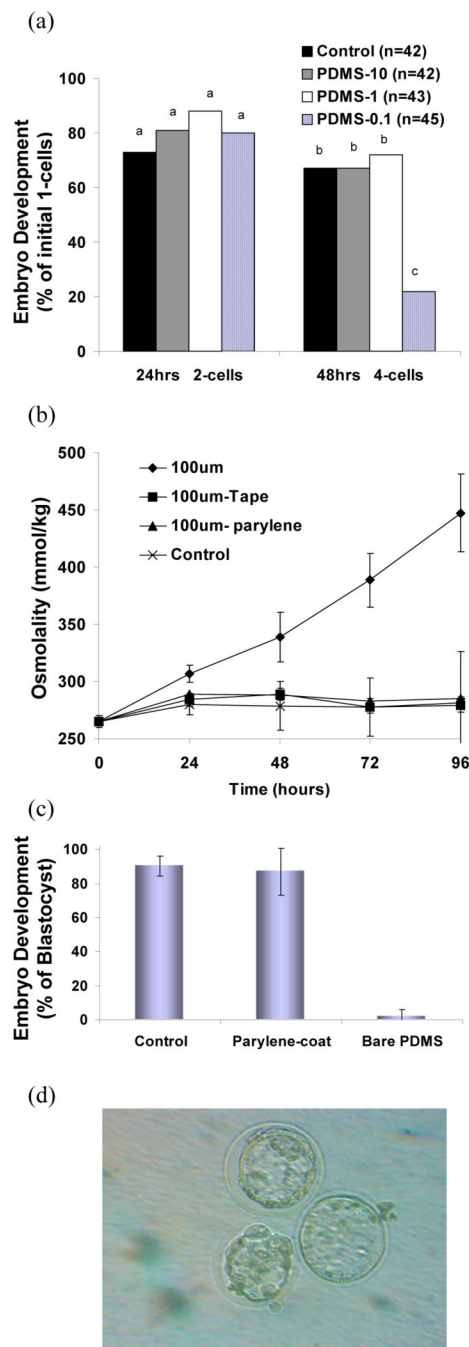 (a)
Control (n=42)
PDMS-10 (n=42)
PDMS-1 (n=43)
PDMS-0.1 (n=45)
Embryo Development
(% of initial 1-cells)
100
80
60
40
20
0
a
a
a
a
b
b
b
c
24hrs 2-cells
48hrs 4-cells
(b)
100um
100um-Tape
100um- parylene
Control
Osmolality (mmol/kg)
500
450
400
350
300
250
0
24
48
72
96
Time (hours)
(c)
Embryo Development
(% of Blastocyst)
100
80
60
40
20
0
Control
Parylene-coat
Bare PDMS
(d)